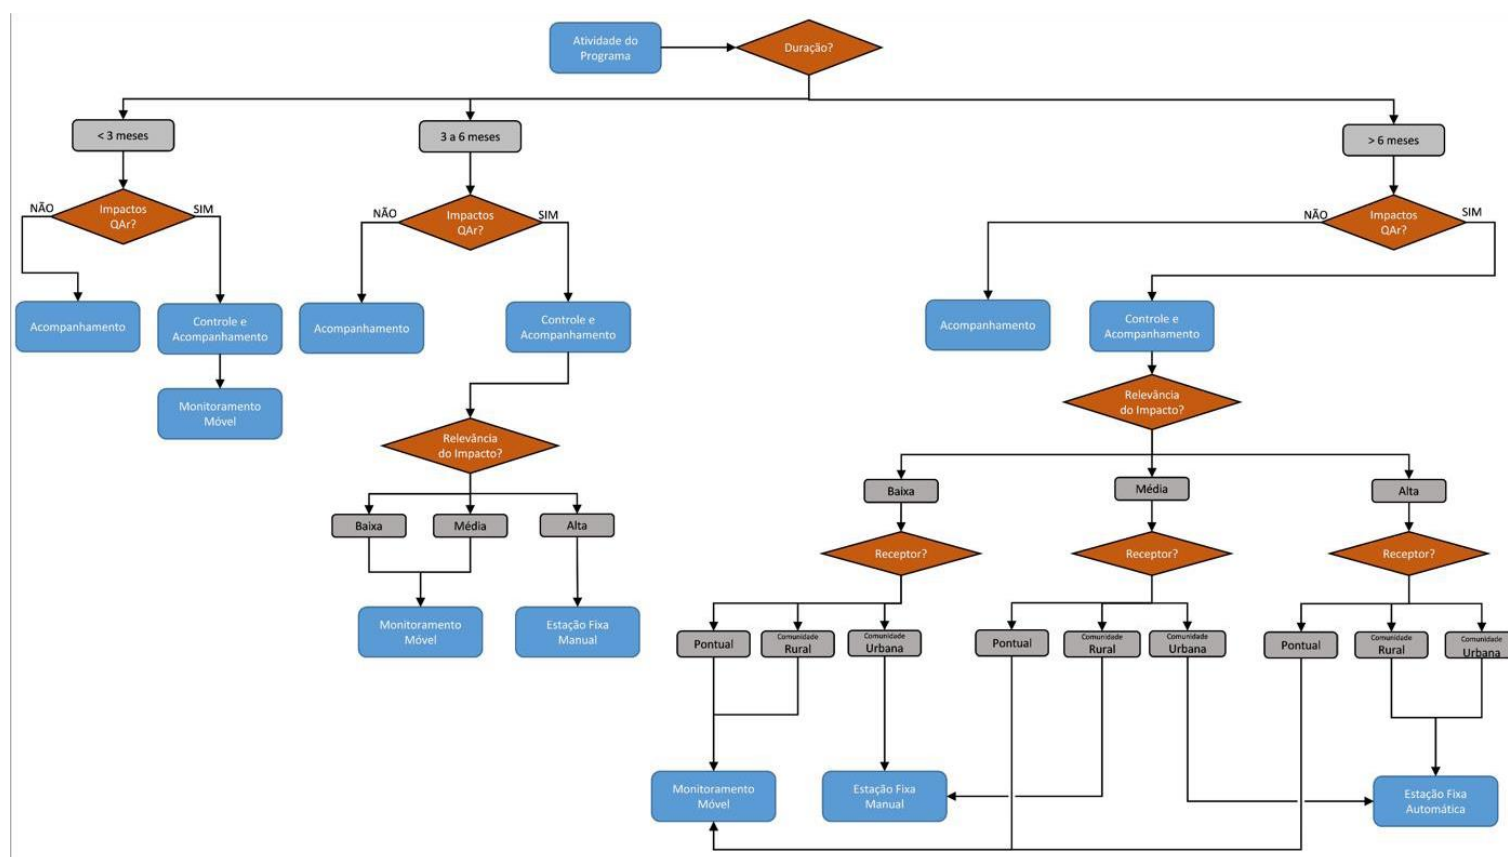 Atividade do
Programa
Duração?
< 3 meses
3 a 6 meses
> 6 meses
NÃO
Impactos
QAr?
SIM
NÃO
Impactos
QAr?
SIM
NÃO
Impactos
QAr?
SIM
Acompanhamento
Controle e
Acompanhamento
Acompanhamento
Controle e
Acompanhamento
Acompanhamento
Controle e
Acompanhamento
Monitoramento
Móvel
Relevância
do Impacto?
Relevância
do Impacto?
Baixa
Média
Alta
Baixa
Média
Alta
Receptor?
Receptor?
Receptor?
Monitoramento
Móvel
Estação Fixa
Manual
Pontual
Comunidade
Rural
Comunidade
Urbana
Pontual
Comunidade
Rural
Comunidade
Urbana
Pontual
Comunidade
Rural
Comunidade
Urbana
Monitoramento
Móvel
Estação Fixa
Manual
Estação Fixa
Automática